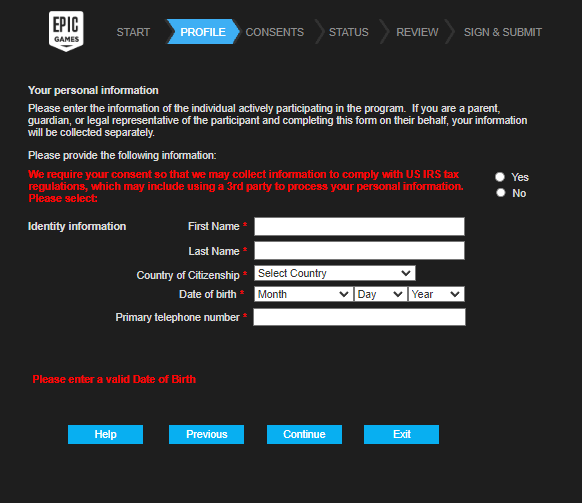 EPIC
GAMES
START PROFILE CONSENTS STATUS REVIEW SIGN & SUBMIT
Your personal information
Please enter the information of the individual actively participating in the program. If you are a parent,
guardian, or legal representative of the participant and completing this form on their behalf, your information
will be collected separately.
Please provide the following information:
We require your consent so that we may collect information to comply with US IRS tax
regulations, which may include using a 3rd party to process your personal information.
Please select:
Yes
No
Identity information
First Name *
Last Name *
Country of Citizenship * Select Country
Date of birth * Month Day Year
Primary telephone number *
Please enter a valid Date of Birth
Help Previous Continue Exit